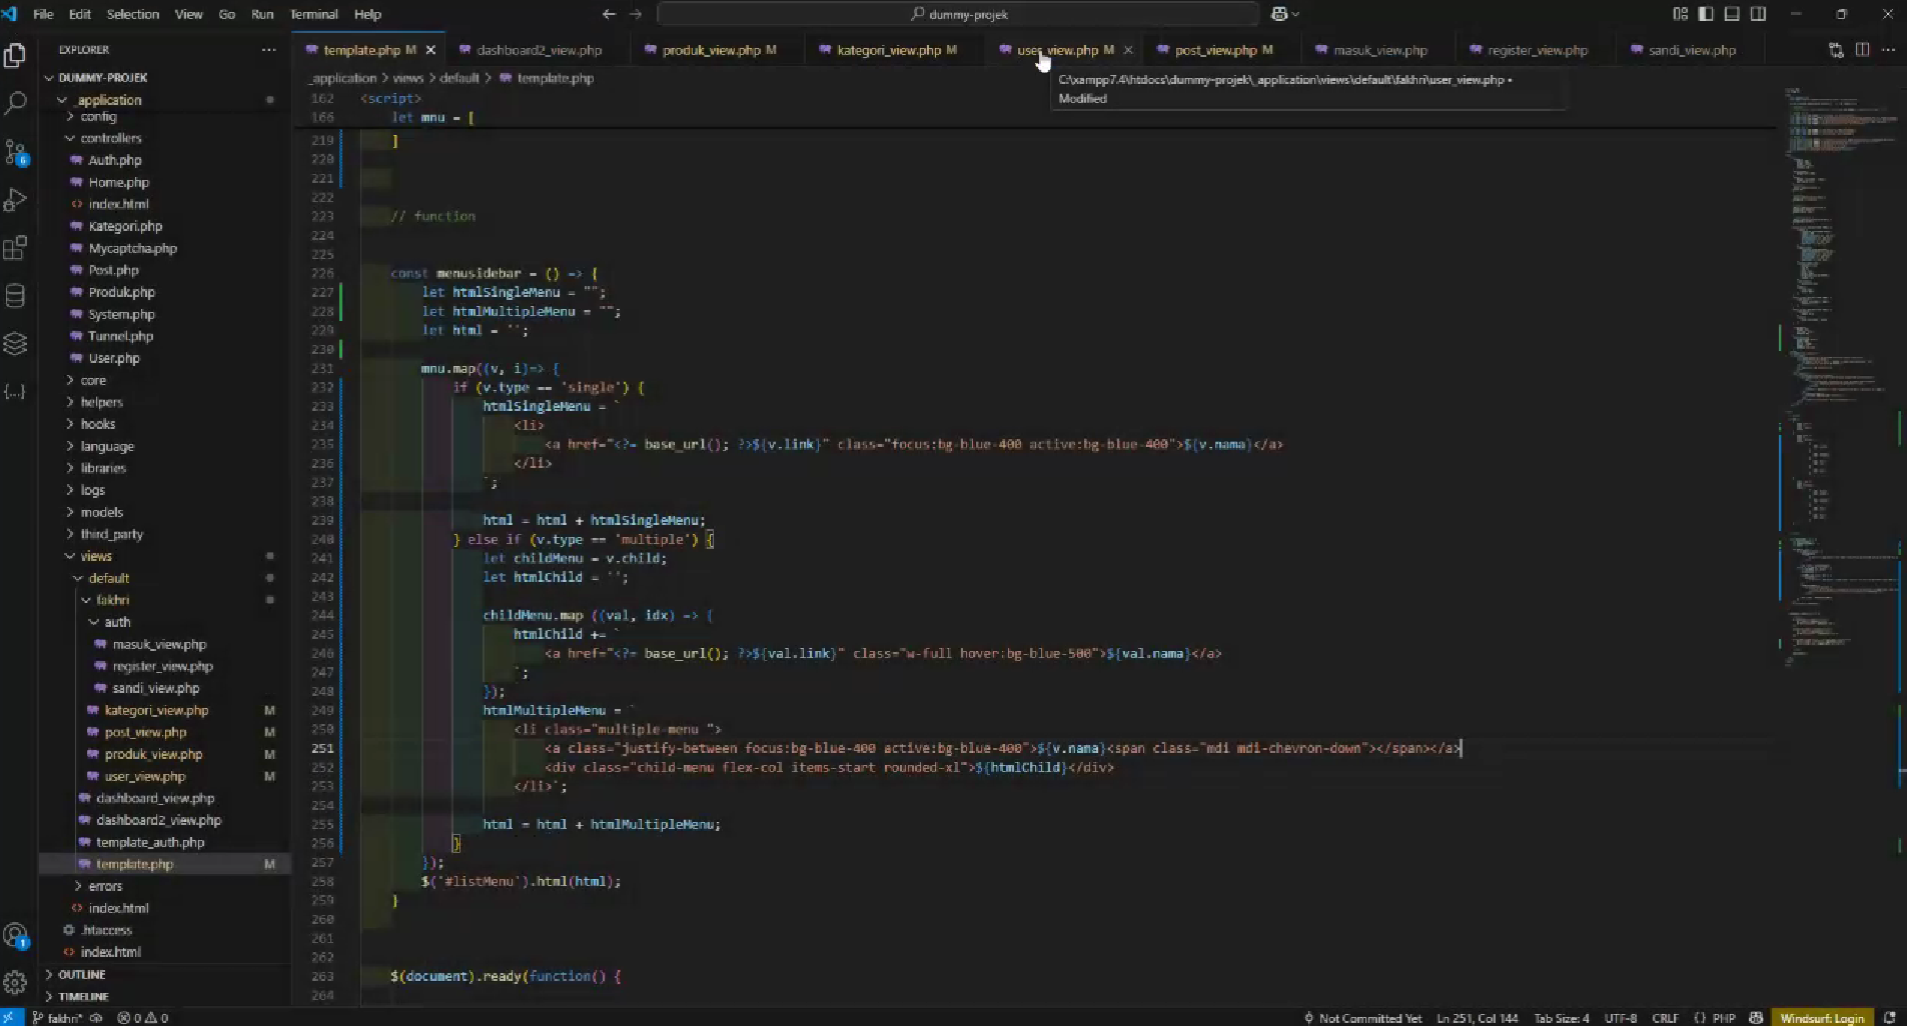 File Edit Selection View Go Run Terminal Help
dummy-projek
EXPLORER
template.php M
dashboard2_view.php
produk_view.php M
kategori_view.php M
user_view.php M
post_view.php M
masuk_view.php
register_view.php
sandi_view.php
_application > views > default > template.php
C:\xampp7.4\htdocs\dummy-projek\_application\views\default\fakhri\user_view.php •
Modified
DUMMY-PROJEK
_application
config
controllers
Auth.php
Home.php
index.html
Kategori.php
Mycaptcha.php
Post.php
Produk.php
System.php
Tunnel.php
User.php
core
helpers
hooks
language
libraries
logs
models
third_party
views
default
fakhri
auth
masuk_view.php
register_view.php
sandi_view.php
kategori_view.php M
post_view.php M
produk_view.php M
user_view.php M
dashboard_view.php
dashboard2_view.php
template_auth.php
template.php M
errors
index.html
.htaccess
index.html
OUTLINE
TIMELINE
6
1
162 <script>
166 let mnu = [
219 ]
220
221
222
223 // function
224
225
226 const menusidebar = () => {
227 let htmlSingleMenu = "";
228 let htmlMultipleMenu = "";
229 let html = ``;
230
231 mnu.map((v, i)=> {
232 if (v.type == 'single') {
233 htmlSingleMenu = `
234 <li>
235 <a href="<?= base_url(); ?>${v.link}" class="focus:bg-blue-400 active:bg-blue-400">${v.nama}</a>
236 </li>
237 `;
238
239 html = html + htmlSingleMenu;
240 } else if (v.type == 'multiple') {
241 let childMenu = v.child;
242 let htmlChild = ``;
243
244 childMenu.map ((val, idx) => {
245 htmlChild += `
246 <a href="<?= base_url(); ?>${val.link}" class="w-full hover:bg-blue-500">${val.nama}</a>
247 `;
248 });
249 htmlMultipleMenu = `
250 <li class="multiple-menu ">
251 <a class="justify-between focus:bg-blue-400 active:bg-blue-400">${v.nama}<span class="mdi mdi-chevron-down"></span></a>
252 <div class="child-menu flex-col items-start rounded-xl">${htmlChild}</div>
253 </li>`;
254
255 html = html + htmlMultipleMenu;
256 }
257 });
258 $('#listMenu').html(html);
259 }
260
261
262
263 $(document).ready(function() {
264
fakhri* 0 0 Not Committed Yet Ln 251, Col 144 Tab Size: 4 UTF-8 CRLF {} PHP Windsurf: Login